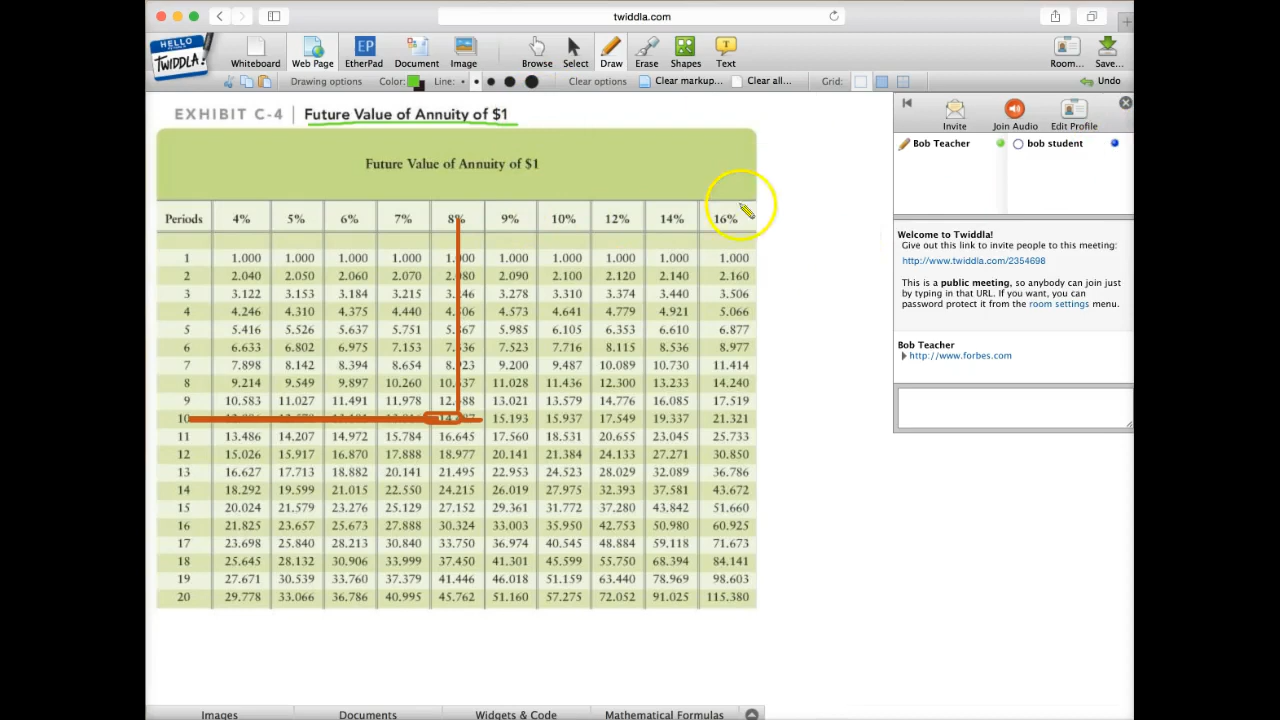 twiddla.com
HELLO
TWIDDLA!
Whiteboard Web Page EtherPad Document Image Browse Select Draw Erase Shapes Text Room... Save...
EP
Drawing options Color: Line: Clear options Clear markup... Clear all... Grid: Undo
EXHIBIT C-4 | Future Value of Annuity of $1
Future Value of Annuity of $1
Periods 4% 5% 6% 7% 8% 9% 10% 12% 14% 16%
1 1.000 1.000 1.000 1.000 1.000 1.000 1.000 1.000 1.000 1.000
2 2.040 2.050 2.060 2.070 2.080 2.090 2.100 2.120 2.140 2.160
3 3.122 3.153 3.184 3.215 3.246 3.278 3.310 3.374 3.440 3.506
4 4.246 4.310 4.375 4.440 4.506 4.573 4.641 4.779 4.921 5.066
5 5.416 5.526 5.637 5.751 5.867 5.985 6.105 6.353 6.610 6.877
6 6.633 6.802 6.975 7.153 7.336 7.523 7.716 8.115 8.536 8.977
7 7.898 8.142 8.394 8.654 8.923 9.200 9.487 10.089 10.730 11.414
8 9.214 9.549 9.897 10.260 10.637 11.028 11.436 12.300 13.233 14.240
9 10.583 11.027 11.491 11.978 12.488 13.021 13.579 14.776 16.085 17.519
10 15.193 15.937 17.549 19.337 21.321
11 13.486 14.207 14.972 15.784 16.645 17.560 18.531 20.655 23.045 25.733
12 15.026 15.917 16.870 17.888 18.977 20.141 21.384 24.133 27.271 30.850
13 16.627 17.713 18.882 20.141 21.495 22.953 24.523 28.029 32.089 36.786
14 18.292 19.599 21.015 22.550 24.215 26.019 27.975 32.393 37.581 43.672
15 20.024 21.579 23.276 25.129 27.152 29.361 31.772 37.280 43.842 51.660
16 21.825 23.657 25.673 27.888 30.324 33.003 35.950 42.753 50.980 60.925
17 23.698 25.840 28.213 30.840 33.750 36.974 40.545 48.884 59.118 71.673
18 25.645 28.132 30.906 33.999 37.450 41.301 45.599 55.750 68.394 84.141
19 27.671 30.539 33.760 37.379 41.446 46.018 51.159 63.440 78.969 98.603
20 29.778 33.066 36.786 40.995 45.762 51.160 57.275 72.052 91.025 115.380
Invite Join Audio Edit Profile
Bob Teacher bob student
Welcome to Twiddla!
Give out this link to invite people to this meeting:
http://www.twiddla.com/2354698
This is a public meeting, so anybody can join just
by typing in that URL. If you want, you can
password protect it from the room settings menu.
Bob Teacher
http://www.forbes.com
Images Documents Widgets & Code Mathematical Formulas